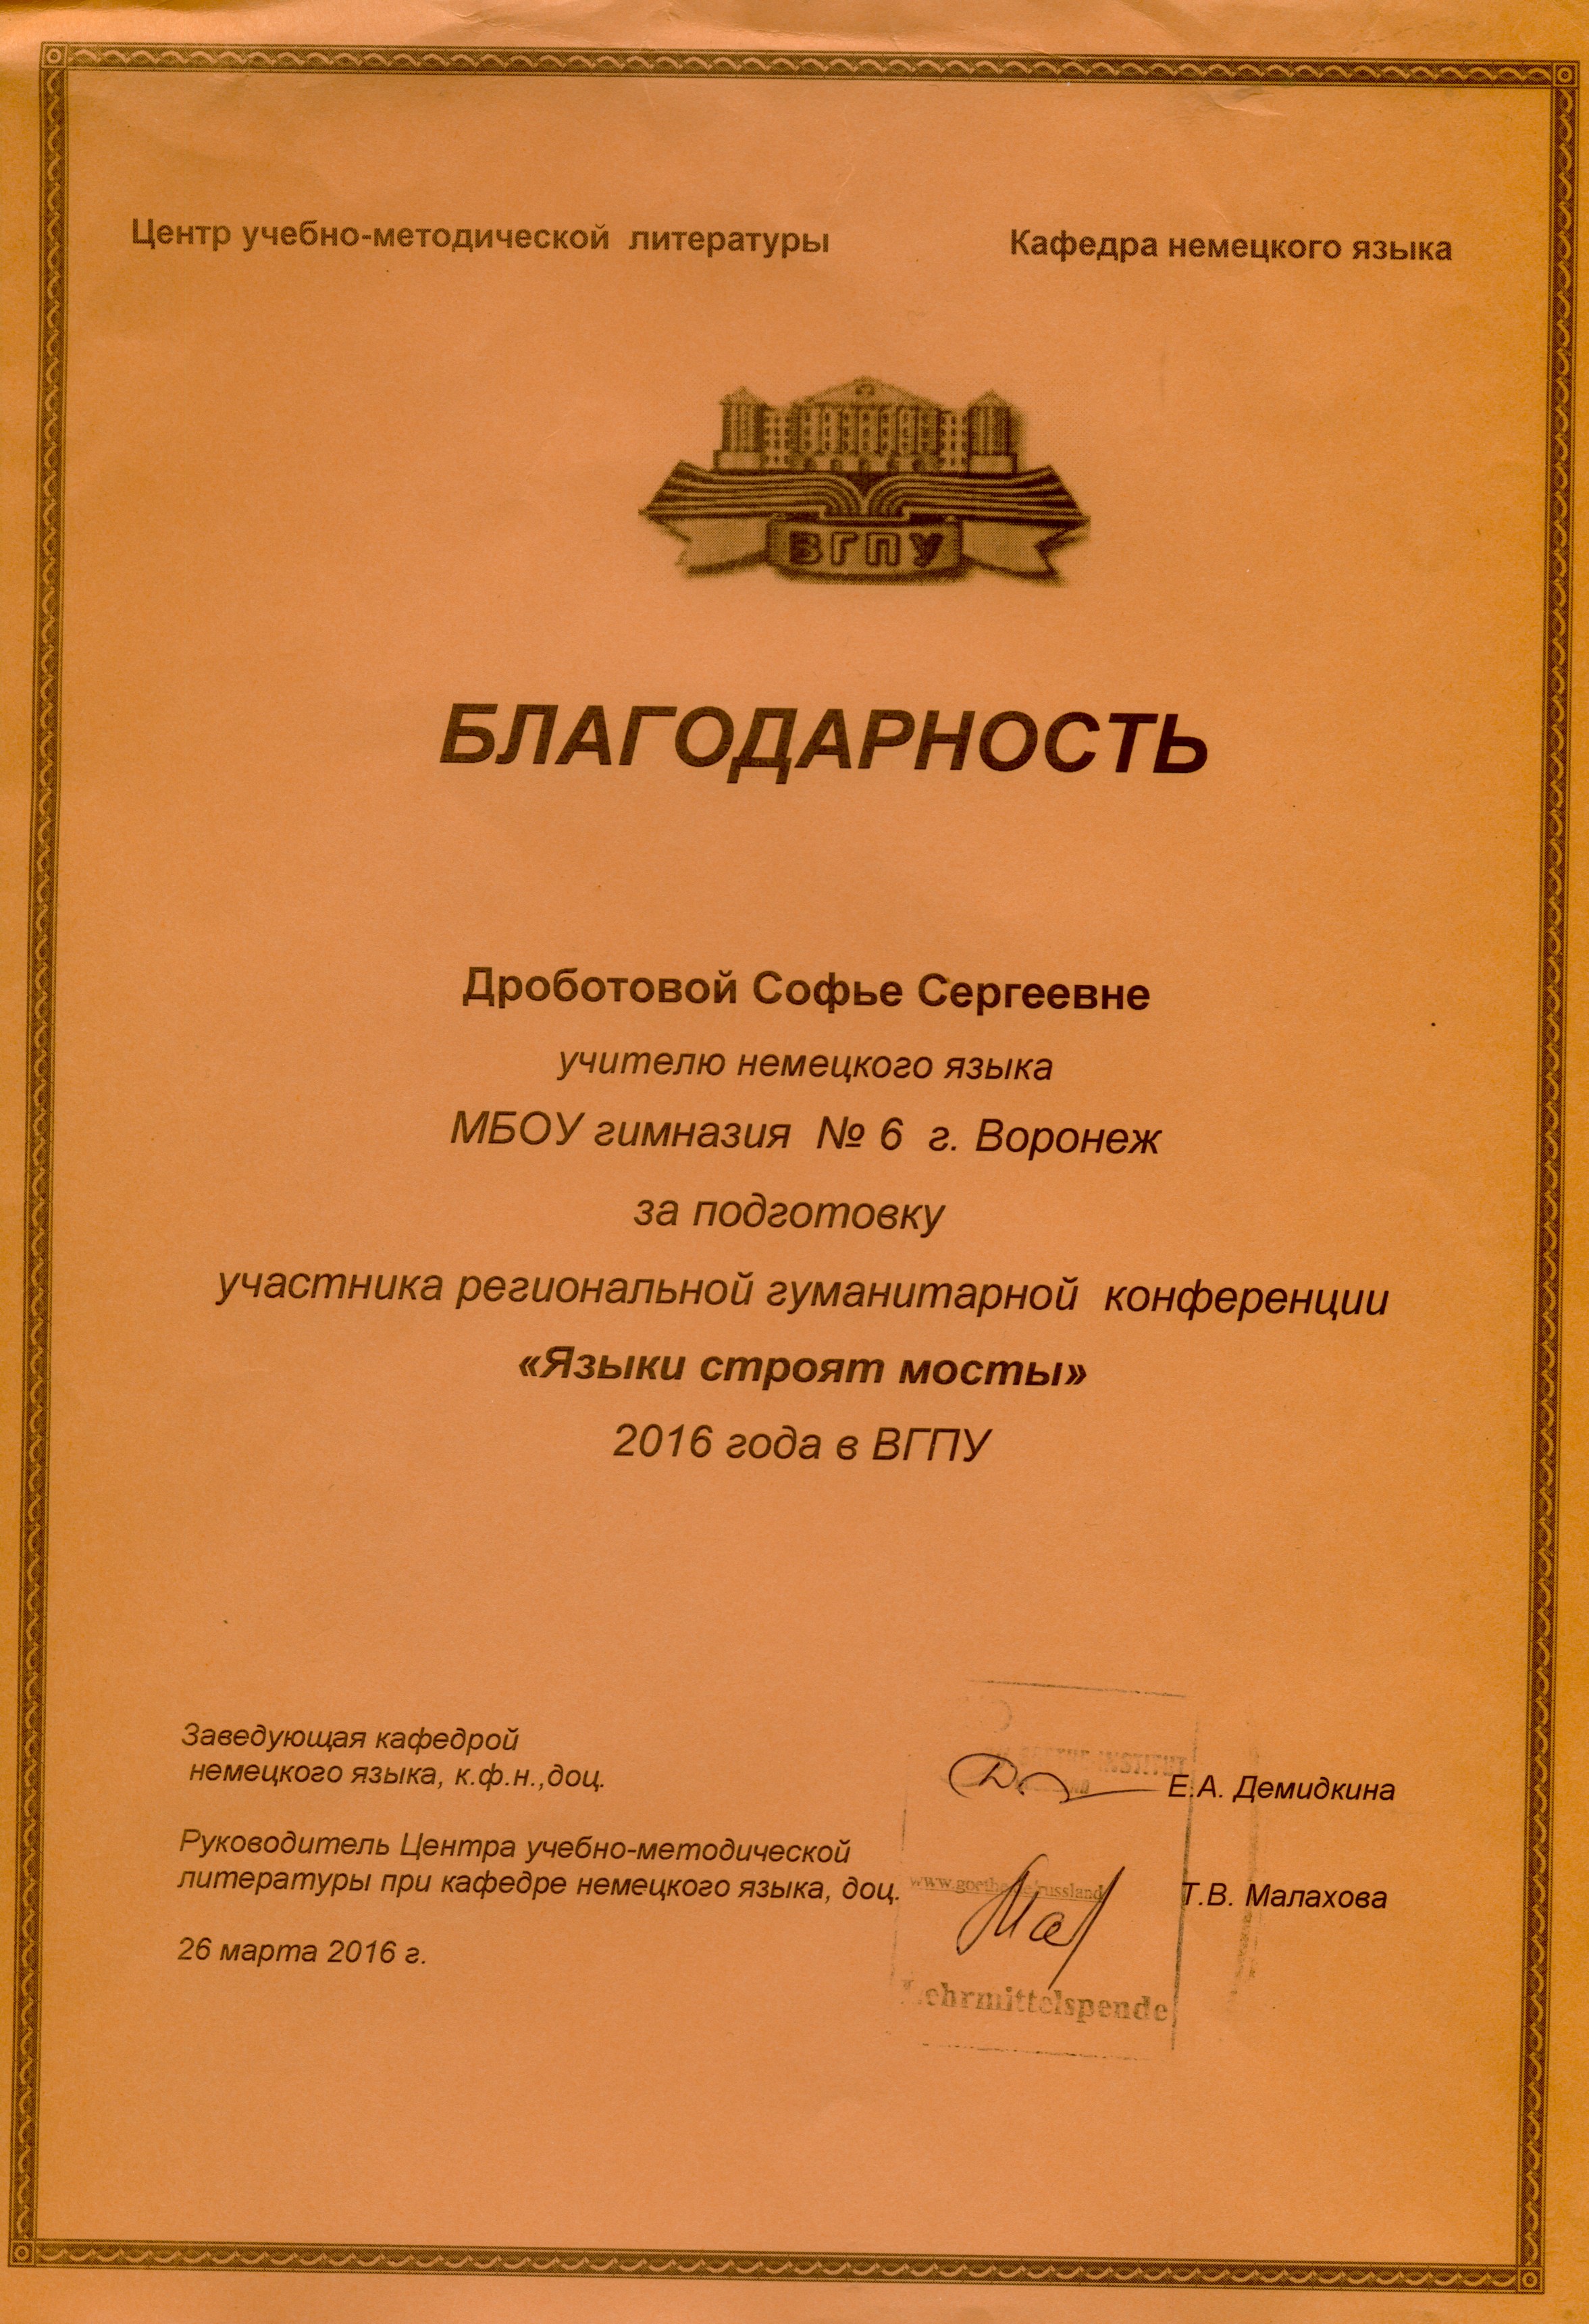 Центр учебно-методической литературы
Кафедра немецкого языка
ВГПУ
БЛАГОДАРНОСТЬ
Дроботовой Софье Сергеевне
учителю немецкого языка
МБОУ гимназия № 6 г. Воронеж
за подготовку
участника региональной гуманитарной конференции
«Языки строят мосты»
2016 года в ВГПУ
Заведующая кафедрой
немецкого языка, к.ф.н.,доц.
Е.А. Демидкина
Руководитель Центра учебно-методической
литературы при кафедре немецкого языка, доц.
Т.В. Малахова
26 марта 2016 г.
INSTITUT
Lehrmittelspende